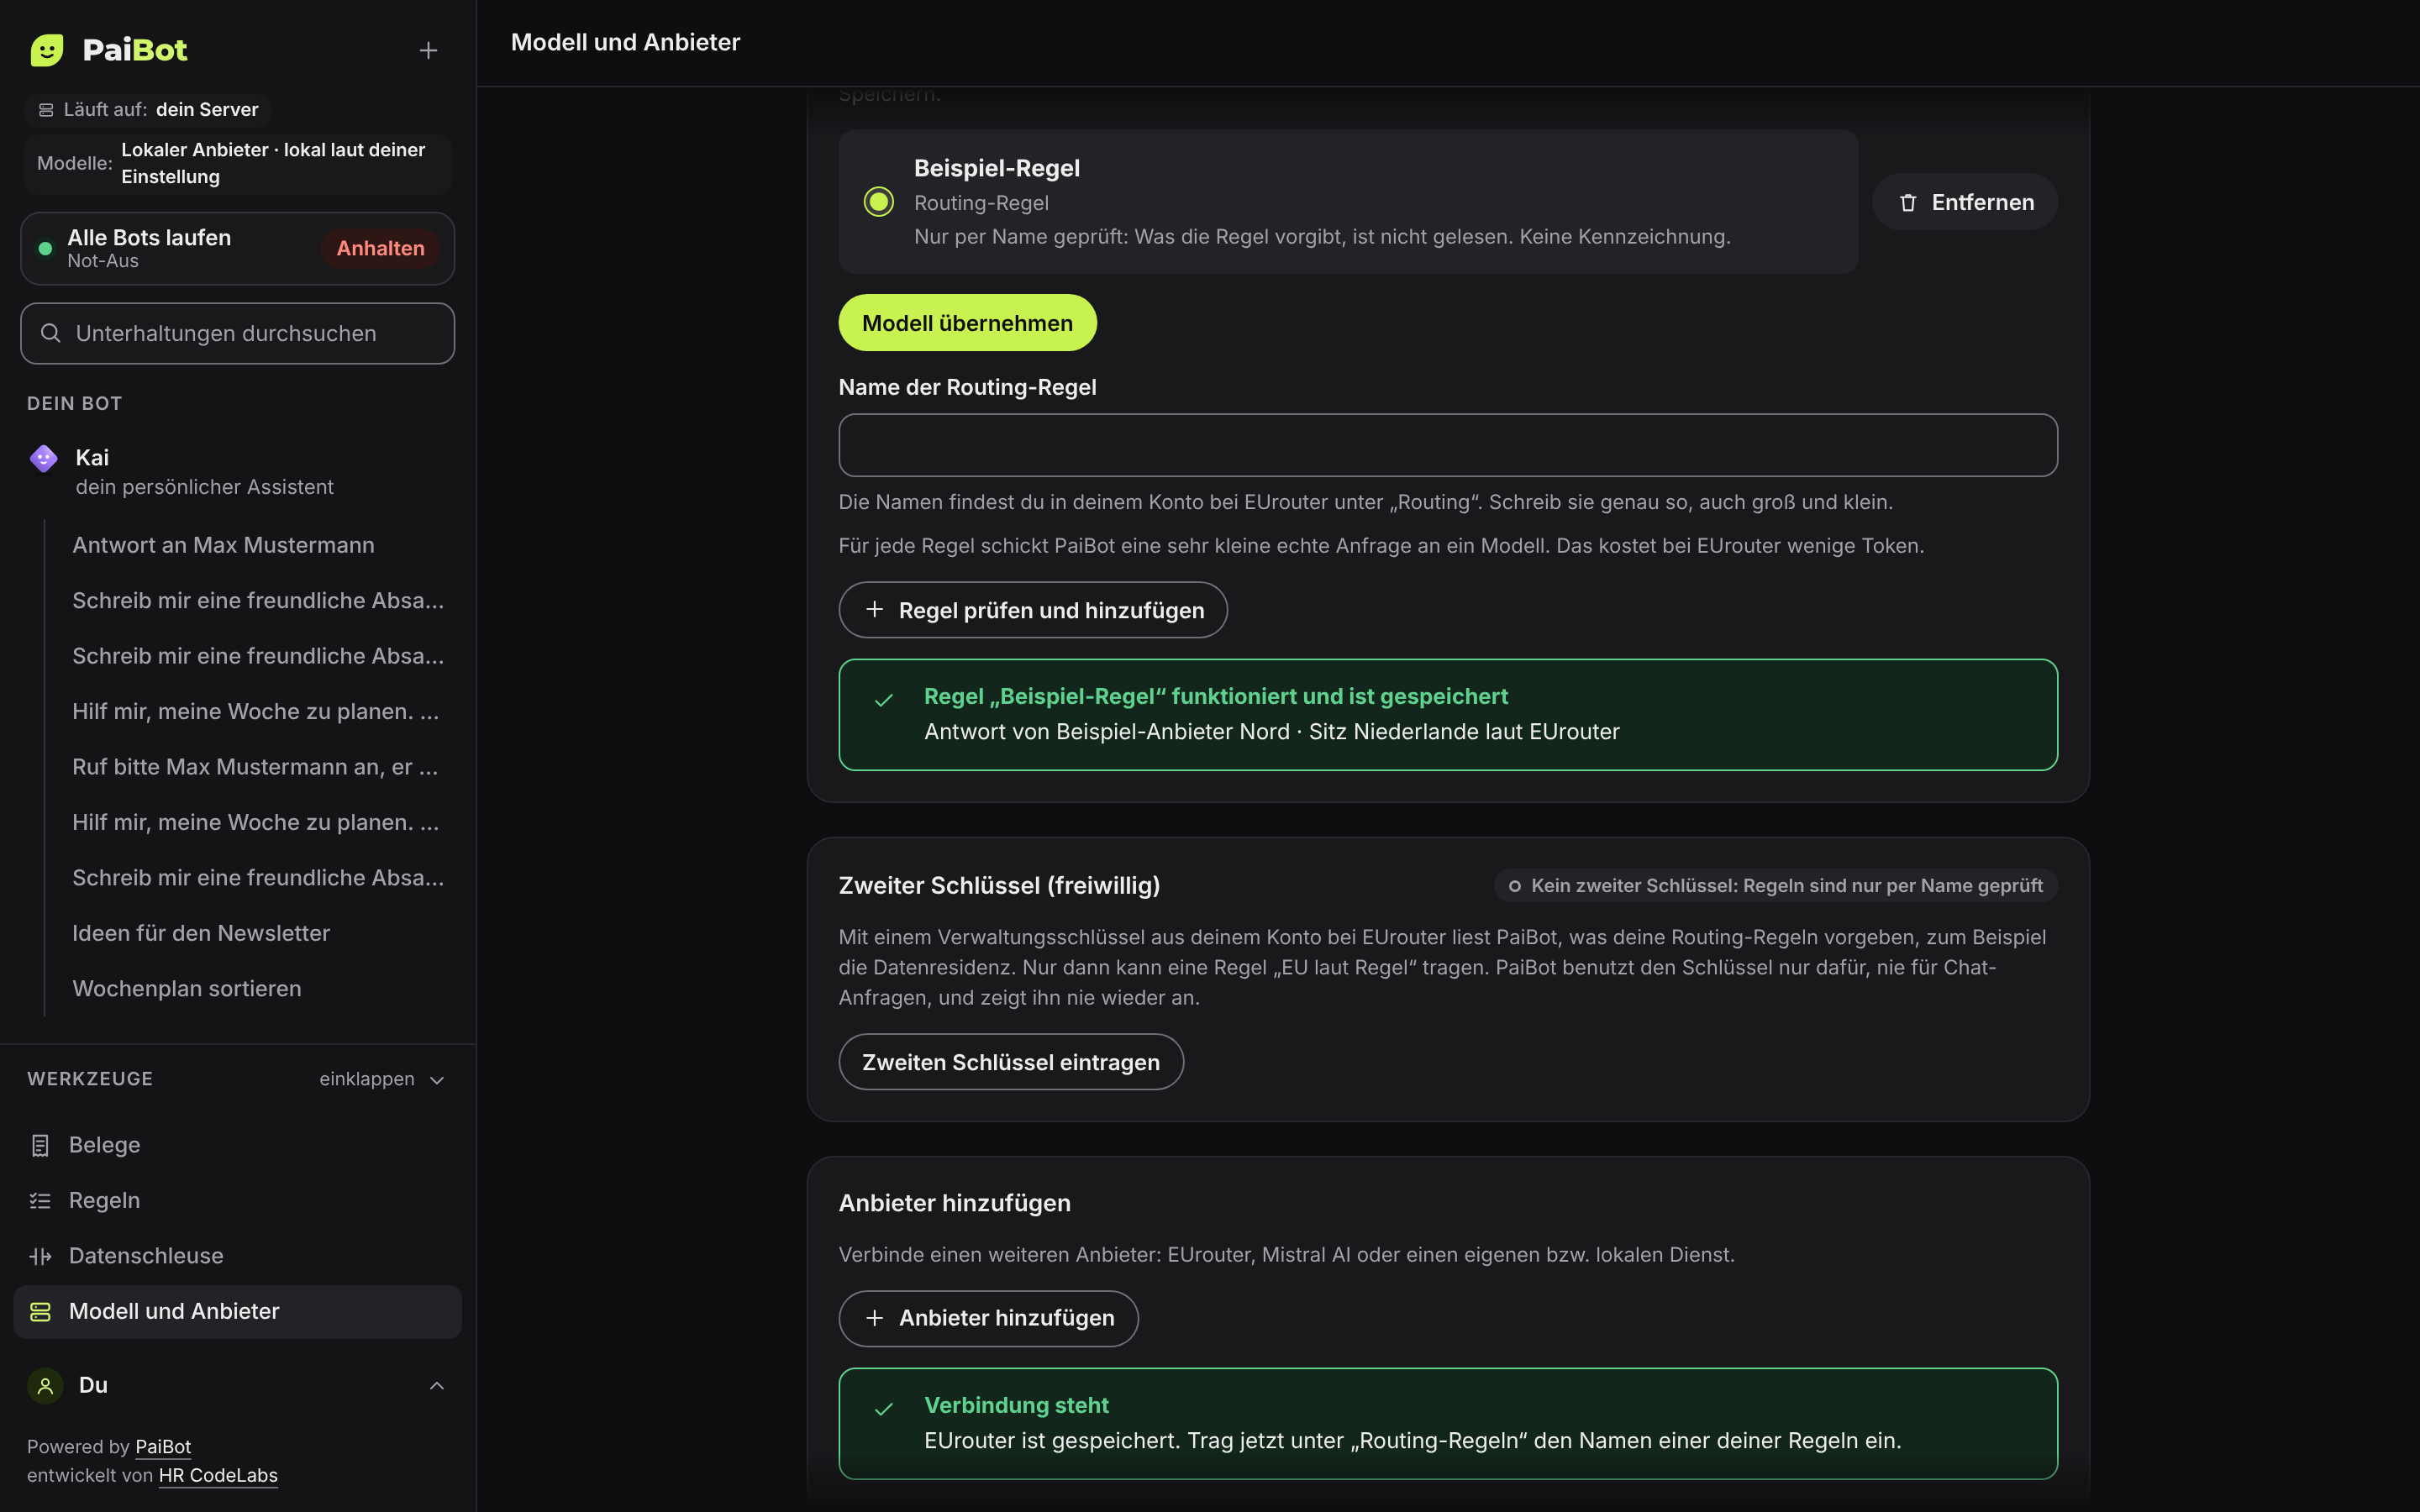 PaiBot
Läuft auf: dein Server
Modelle: Lokaler Anbieter · lokal laut deiner
Einstellung
Alle Bots laufen
Not-Aus
Anhalten
Unterhaltungen durchsuchen
DEIN BOT
Kai
dein persönlicher Assistent
Antwort an Max Mustermann
Schreib mir eine freundliche Absa...
Schreib mir eine freundliche Absa...
Hilf mir, meine Woche zu planen. ...
Ruf bitte Max Mustermann an, er ...
Hilf mir, meine Woche zu planen. ...
Schreib mir eine freundliche Absa...
Ideen für den Newsletter
Wochenplan sortieren
WERKZEUGE
einklappen
Belege
Regeln
Datenschleuse
Modell und Anbieter
Du
Powered by PaiBot
entwickelt von HR CodeLabs
Modell und Anbieter
Speichern.
Beispiel-Regel
Routing-Regel
Nur per Name geprüft: Was die Regel vorgibt, ist nicht gelesen. Keine Kennzeichnung.
Entfernen
Modell übernehmen
Name der Routing-Regel
Die Namen findest du in deinem Konto bei EUrouter unter „Routing“. Schreib sie genau so, auch groß und klein.
Für jede Regel schickt PaiBot eine sehr kleine echte Anfrage an ein Modell. Das kostet bei EUrouter wenige Token.
Regel prüfen und hinzufügen
Regel „Beispiel-Regel“ funktioniert und ist gespeichert
Antwort von Beispiel-Anbieter Nord · Sitz Niederlande laut EUrouter
Zweiter Schlüssel (freiwillig)
Kein zweiter Schlüssel: Regeln sind nur per Name geprüft
Mit einem Verwaltungsschlüssel aus deinem Konto bei EUrouter liest PaiBot, was deine Routing-Regeln vorgeben, zum Beispiel
die Datenresidenz. Nur dann kann eine Regel „EU laut Regel“ tragen. PaiBot benutzt den Schlüssel nur dafür, nie für Chat-
Anfragen, und zeigt ihn nie wieder an.
Zweiten Schlüssel eintragen
Anbieter hinzufügen
Verbinde einen weiteren Anbieter: EUrouter, Mistral AI oder einen eigenen bzw. lokalen Dienst.
Anbieter hinzufügen
Verbindung steht
EUrouter ist gespeichert. Trag jetzt unter „Routing-Regeln“ den Namen einer deiner Regeln ein.